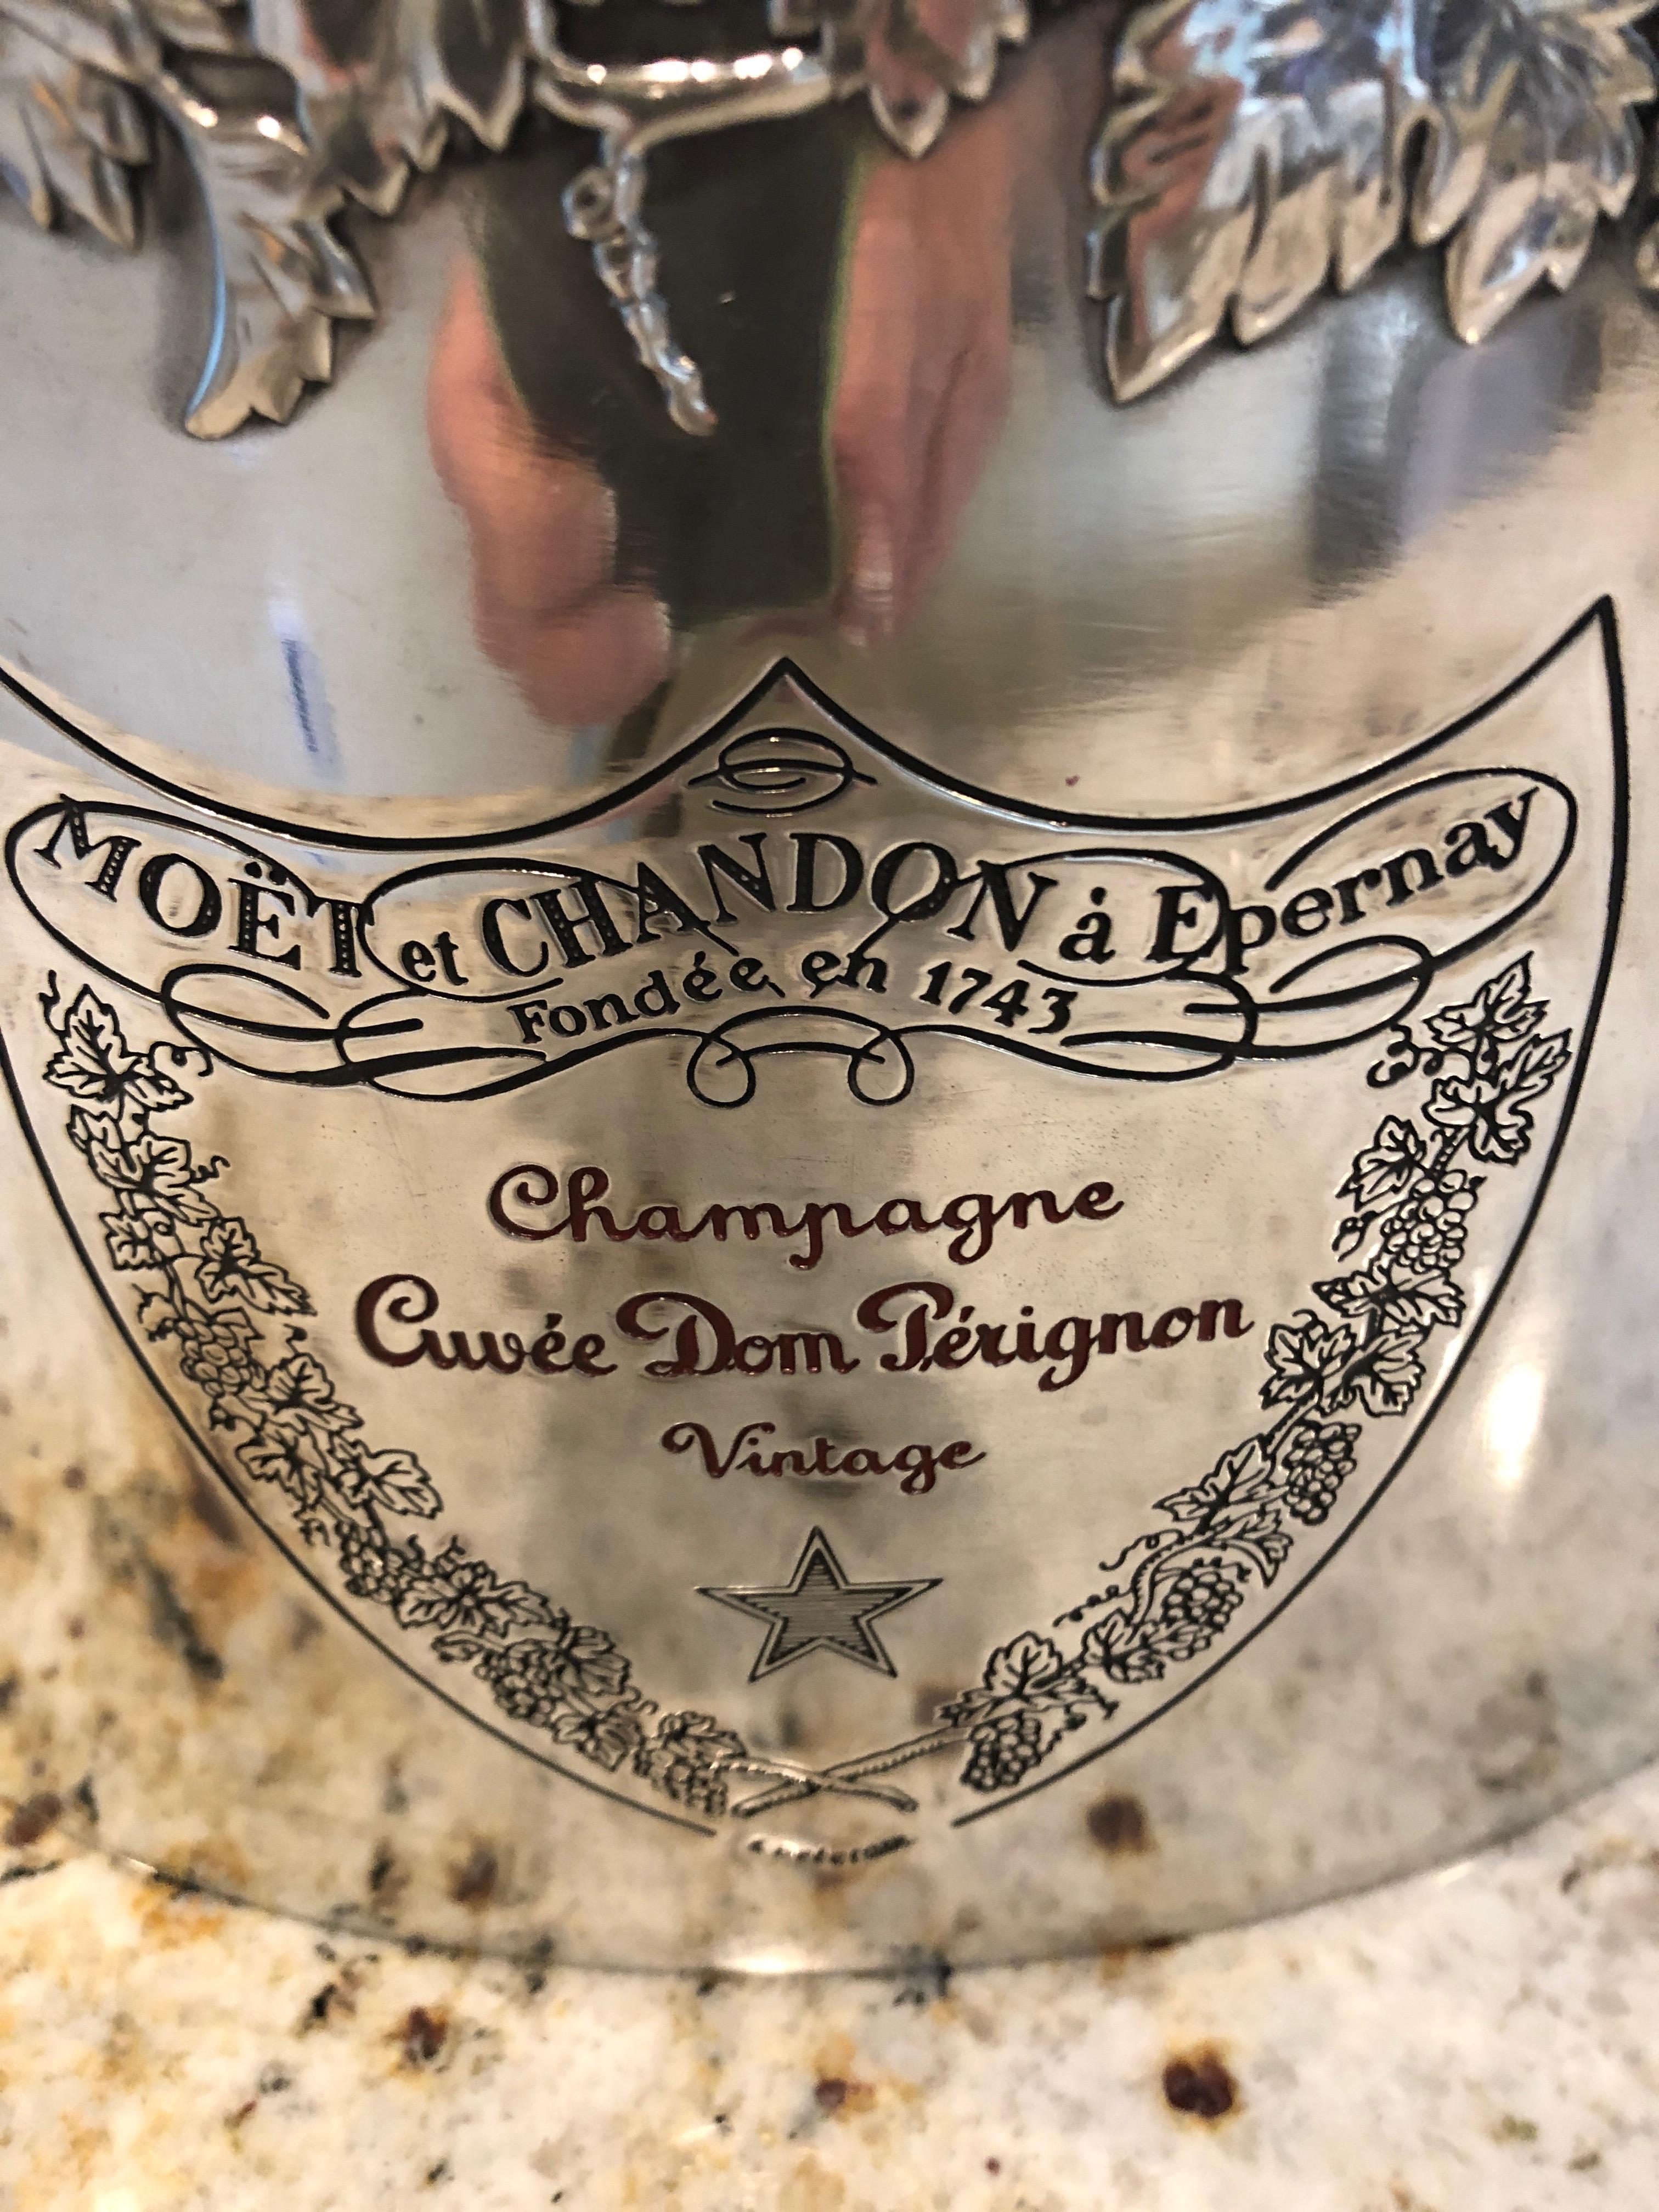 MOËT et CHANDON à Epernay
Fondée en 1743
Champagne
Cuvée Dom Pérignon
Vintage